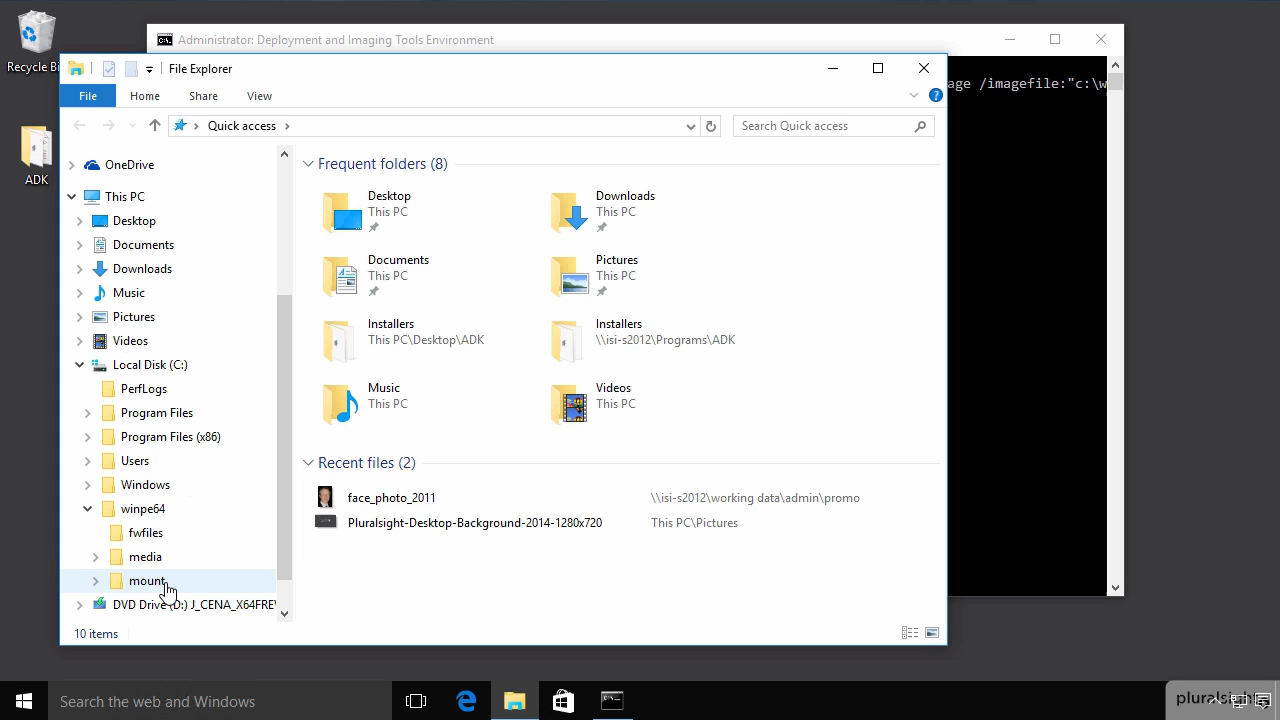 Recycle Bi
ADK
Administrator: Deployment and Imaging Tools Environment
age /imagefile:"c:\w
File Explorer
File Home Share View
Quick access
Search Quick access
OneDrive
This PC
Desktop
Documents
Downloads
Music
Pictures
Videos
Local Disk (C:)
PerfLogs
Program Files
Program Files (x86)
Users
Windows
winpe64
fwfiles
media
mount
DVD Drive (D:) J_CENA_X64FREV
Frequent folders (8)
Desktop
This PC
Downloads
This PC
Documents
This PC
Pictures
This PC
Installers
This PC\Desktop\ADK
Installers
\\isi-s2012\Programs\ADK
Music
This PC
Videos
This PC
Recent files (2)
face_photo_2011 \\isi-s2012\working data\admin\promo
Pluralsight-Desktop-Background-2014-1280x720 This PC\Pictures
10 items
Search the web and Windows